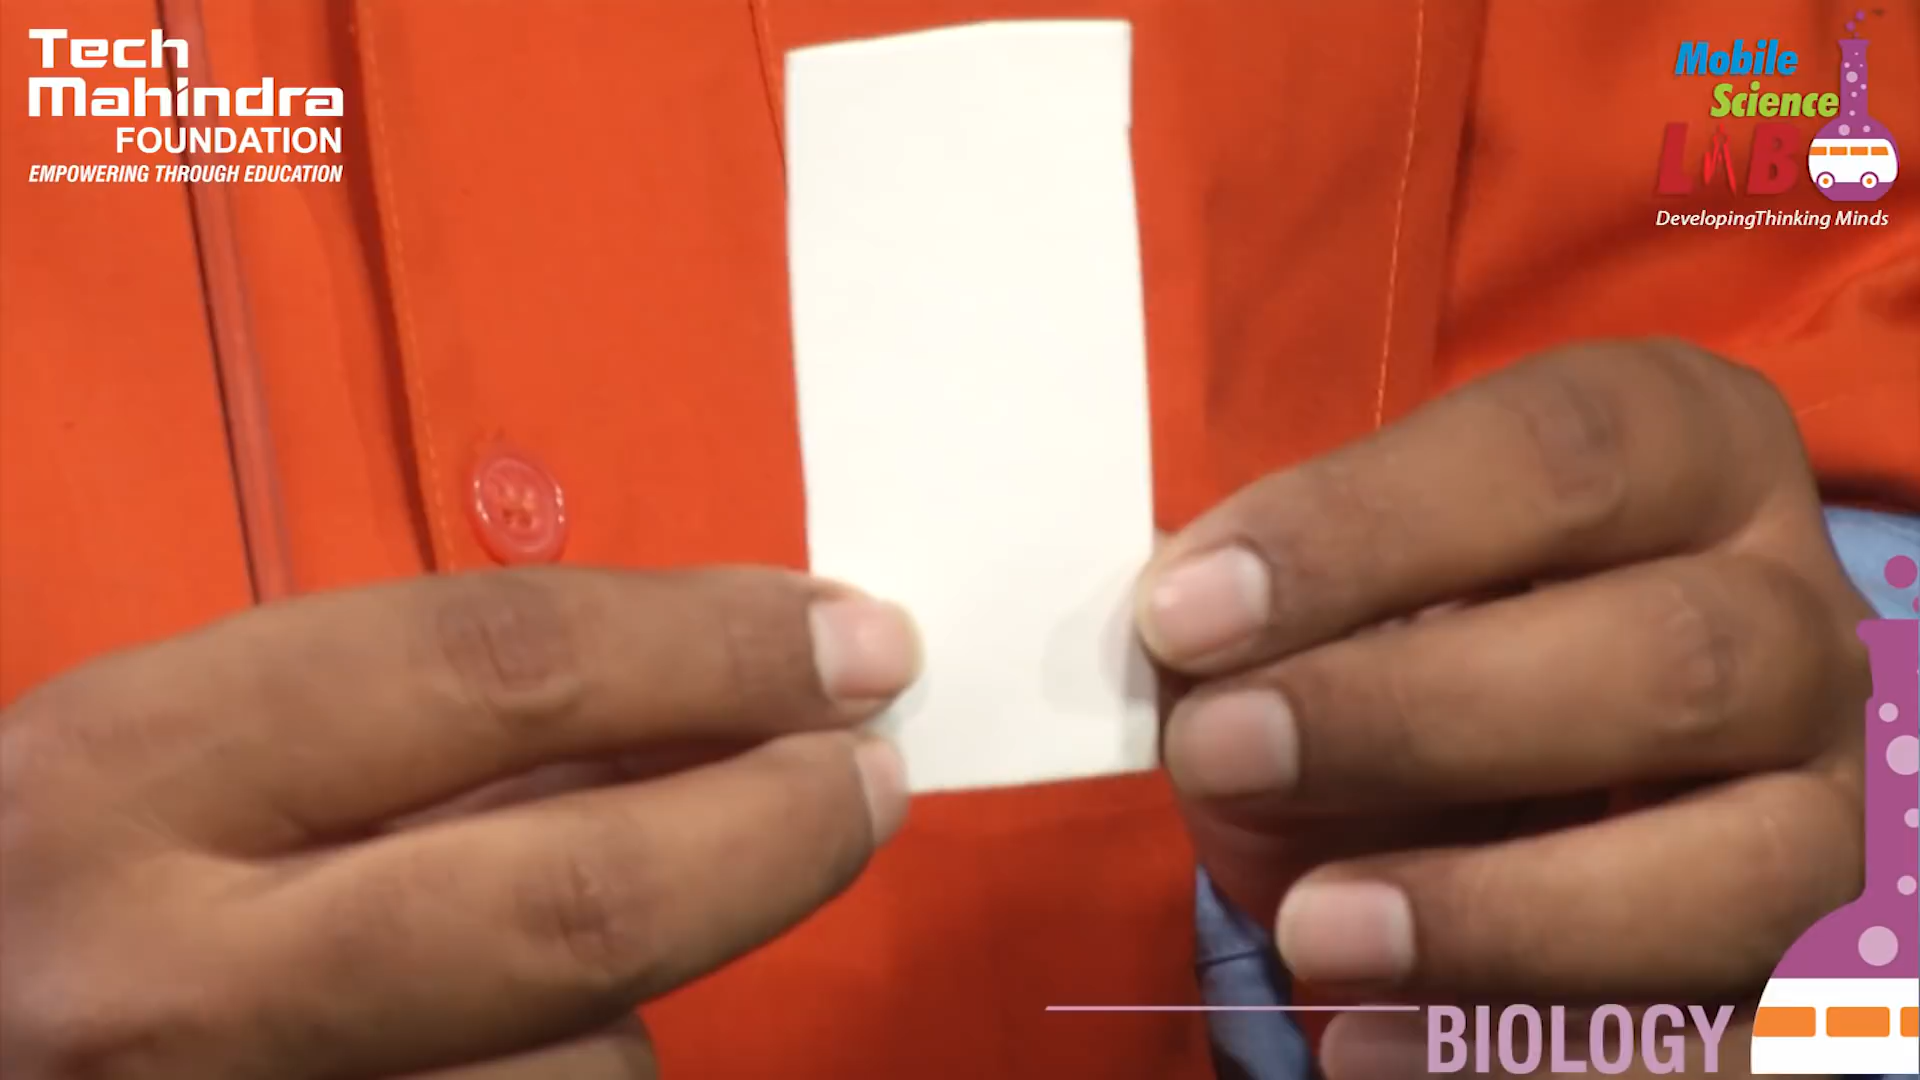 Tech
Mahindra
FOUNDATION
EMPOWERING THROUGH EDUCATION
Mobile
Science
LAB
DevelopingThinking Minds
BIOLOGY